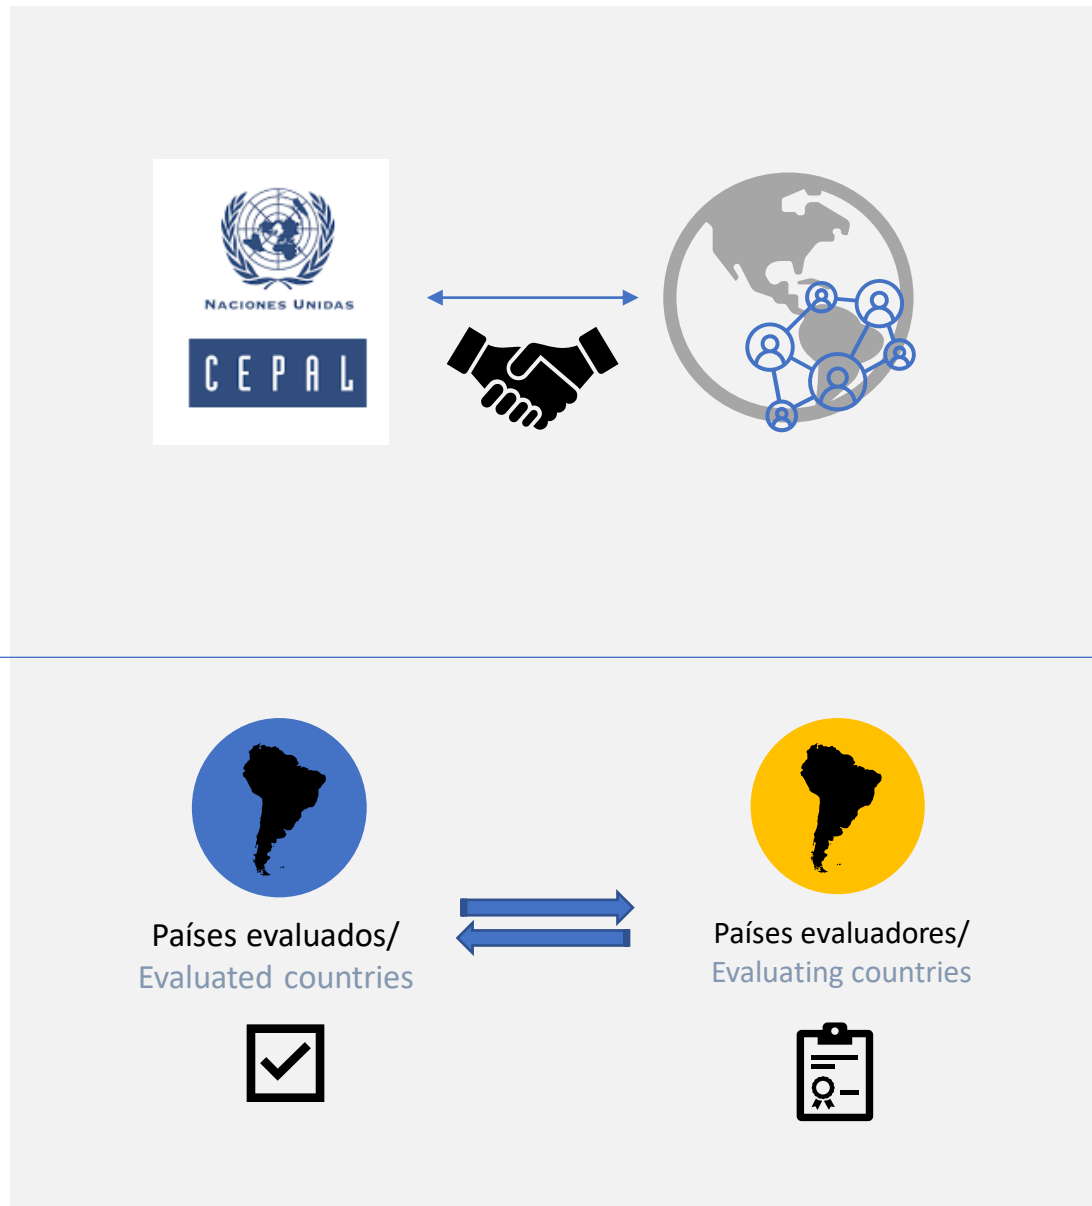 NACIONES UNIDAS
CEPAL
Países evaluados/
Evaluated countries
Países evaluadores/
Evaluating countries